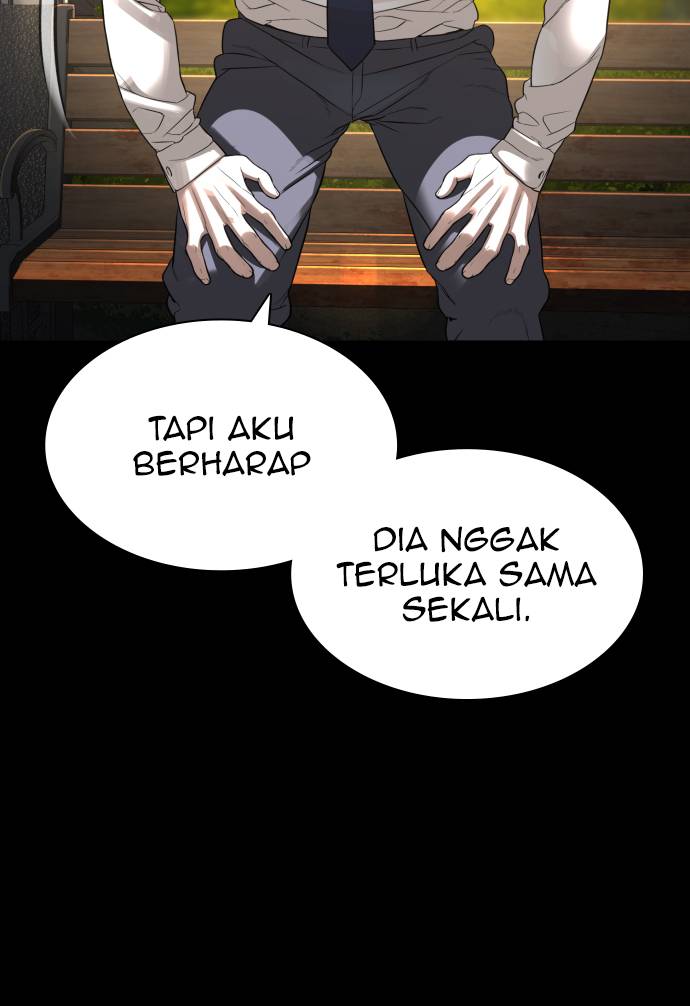 TAPI AKU
BERHARAP
DIA NGGAK
TERLUKA SAMA
SEKALI.